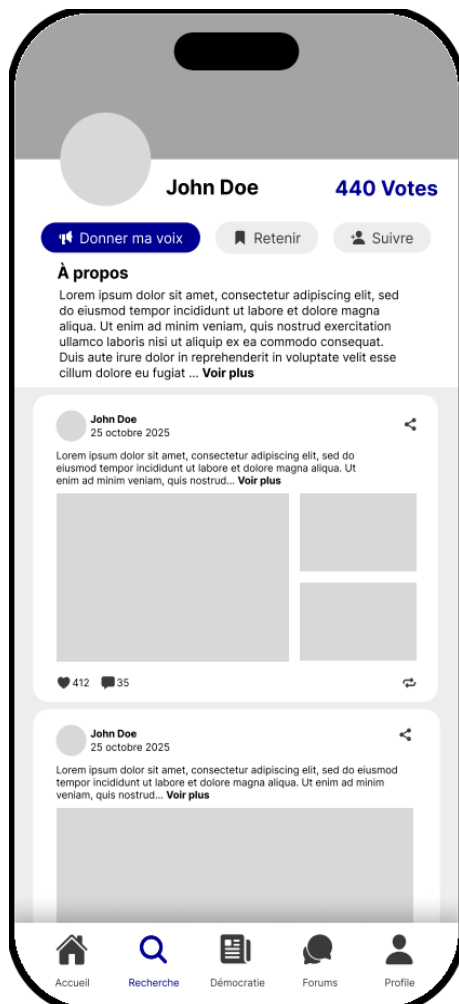 John Doe
440 Votes
Donner ma voix
Retenir
Suivre
À propos
Lorem ipsum dolor sit amet, consectetur adipiscing elit, sed
do eiusmod tempor incididunt ut labore et dolore magna
aliqua. Ut enim ad minim veniam, quis nostrud exercitation
ullamco laboris nisi ut aliquip ex ea commodo consequat.
Duis aute irure dolor in reprehenderit in voluptate velit esse
cillum dolore eu fugiat ... Voir plus
John Doe
25 octobre 2025
Lorem ipsum dolor sit amet, consectetur adipiscing elit, sed do
eiusmod tempor incididunt ut labore et dolore magna aliqua. Ut
enim ad minim veniam, quis nostrud... Voir plus
412
35
John Doe
25 octobre 2025
Lorem ipsum dolor sit amet, consectetur adipiscing elit, sed do eiusmod
tempor incididunt ut labore et dolore magna aliqua. Ut enim ad minim
veniam, quis nostrud... Voir plus
Accueil
Recherche
Démocratie
Forums
Profile